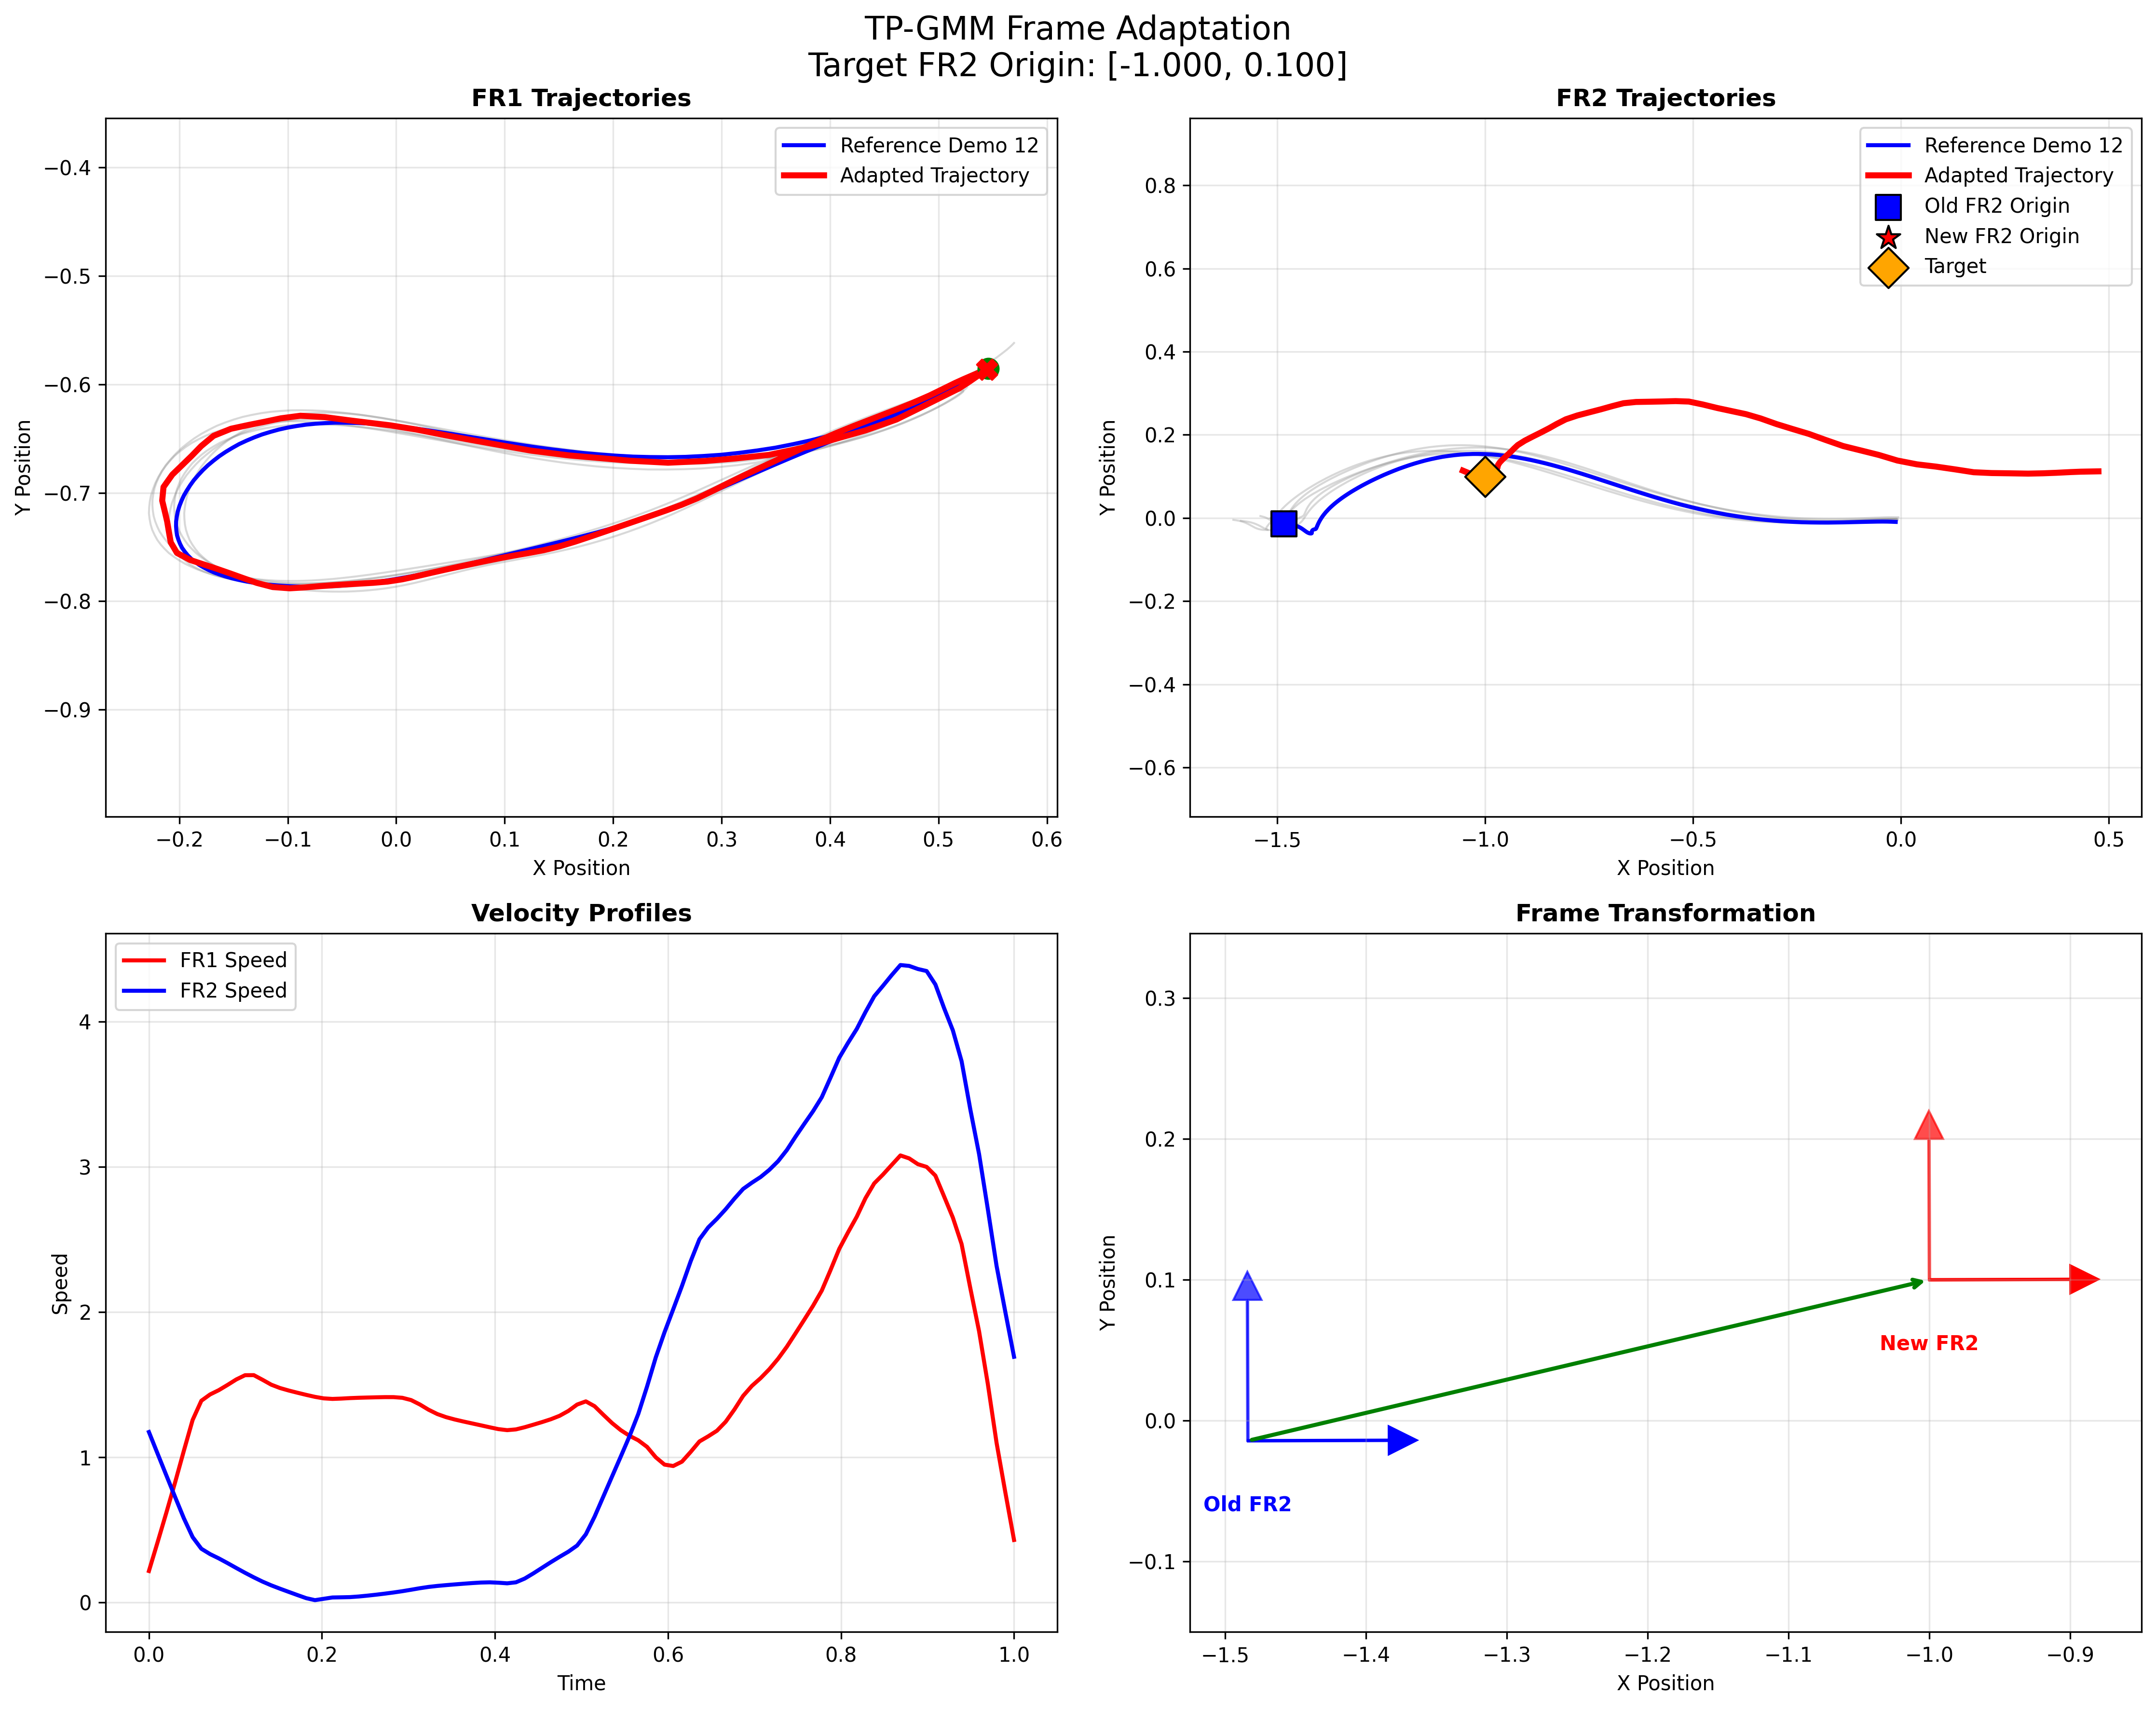 TP-GMM Frame Adaptation
Target FR2 Origin: [-1.000, 0.100]
FR1 Trajectories
Reference Demo 12
Adapted Trajectory
−0.4
−0.5
−0.6
−0.7
−0.8
−0.9
Y Position
−0.2
−0.1
0.0
0.1
0.2
0.3
0.4
0.5
0.6
X Position
FR2 Trajectories
Reference Demo 12
Adapted Trajectory
Old FR2 Origin
New FR2 Origin
Target
0.8
0.6
0.4
0.2
0.0
−0.2
−0.4
−0.6
Y Position
−1.5
−1.0
−0.5
0.0
0.5
X Position
Velocity Profiles
FR1 Speed
FR2 Speed
4
3
2
1
0
Speed
0.0
0.2
0.4
0.6
0.8
1.0
Time
Frame Transformation
0.3
0.2
0.1
0.0
−0.1
Y Position
New FR2
Old FR2
−1.5
−1.4
−1.3
−1.2
−1.1
−1.0
−0.9
X Position